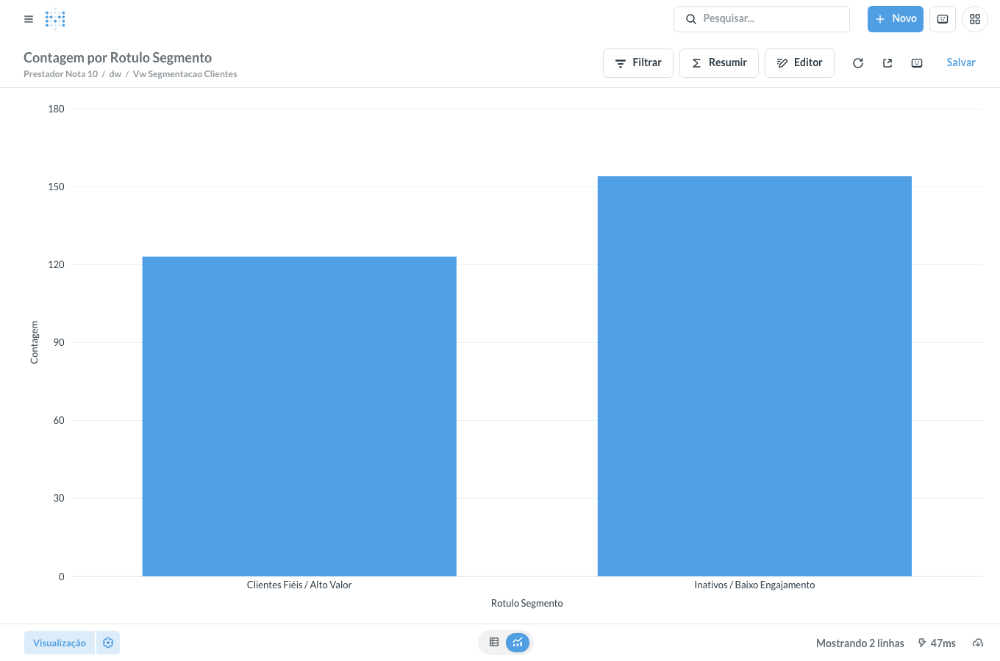 Pesquisar...
Novo
Contagem por Rotulo Segmento
Prestador Nota 10 / dw / Vw Segmentacao Clientes
Filtrar
Resumir
Editor
Salvar
180
150
120
90
60
30
0
Contagem
Clientes Fiéis / Alto Valor
Inativos / Baixo Engajamento
Rotulo Segmento
Visualização
Mostrando 2 linhas
47ms